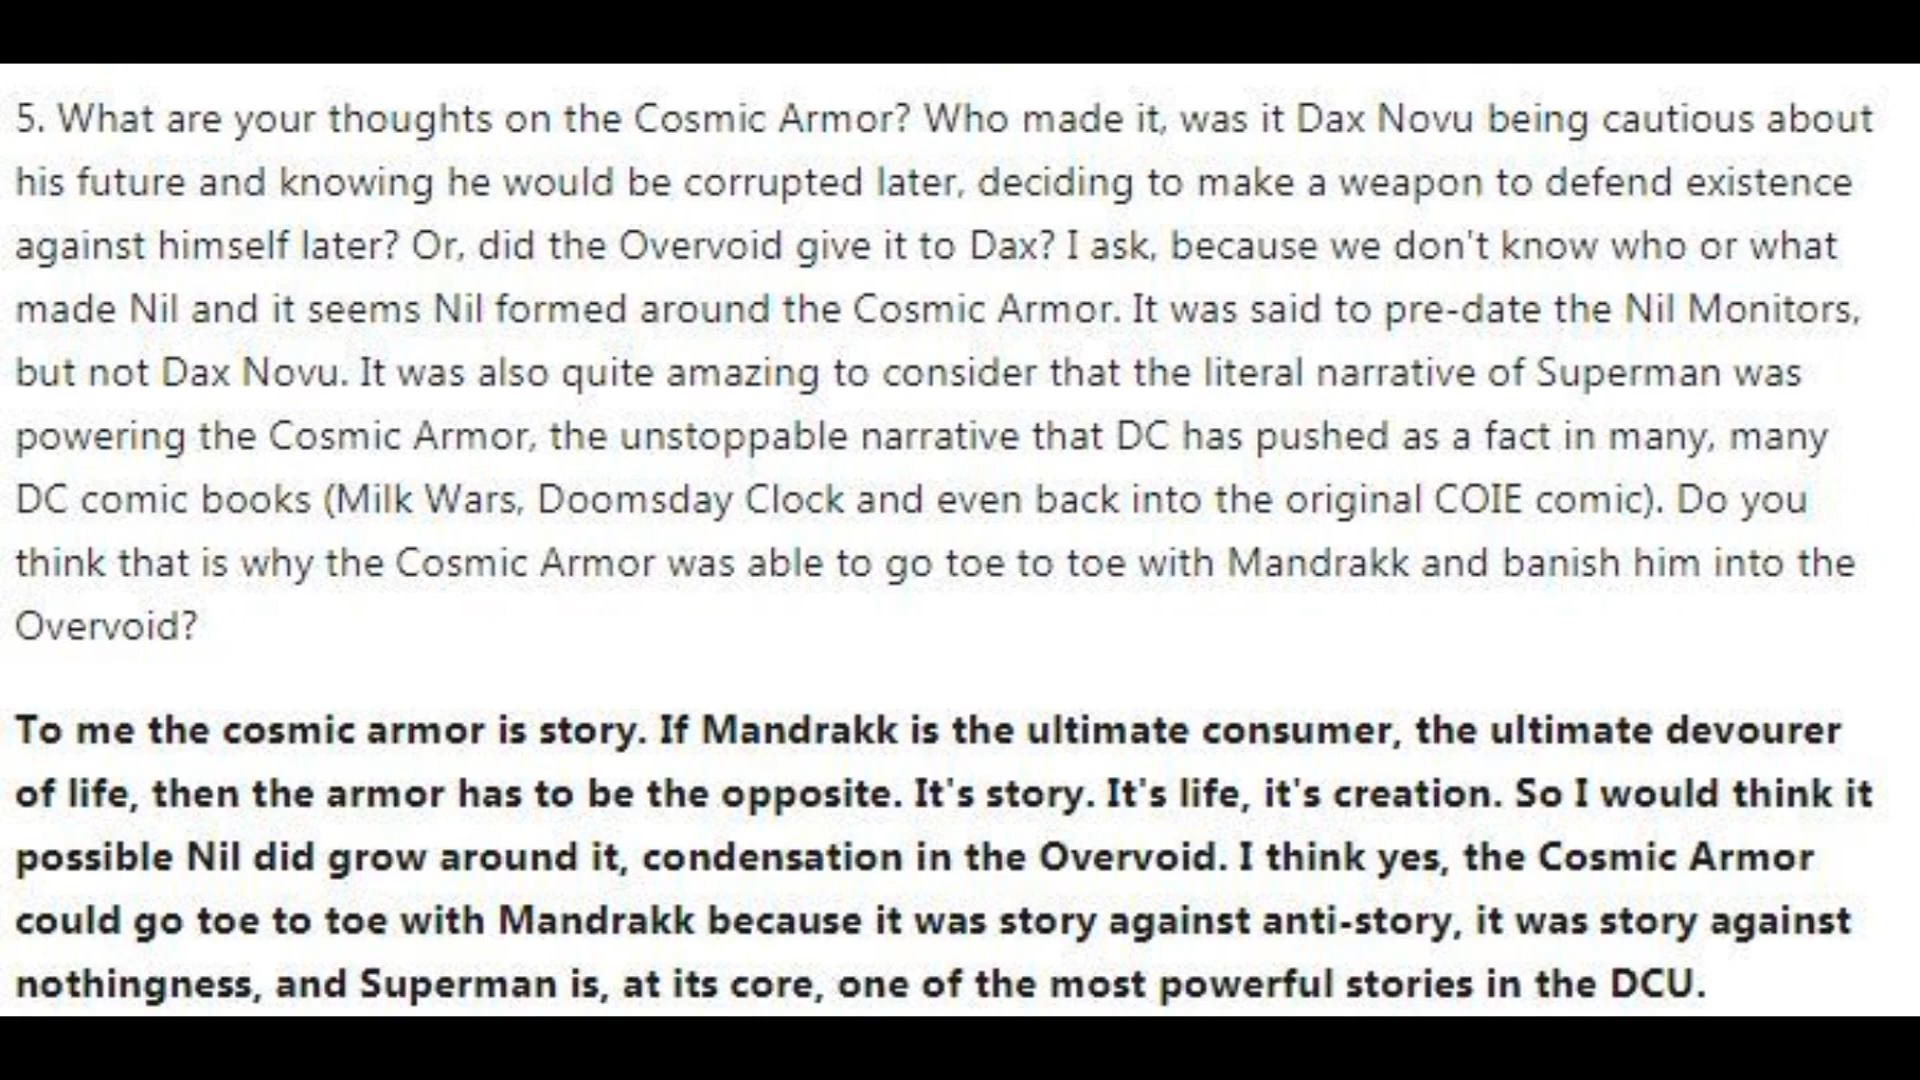 5. What are your thoughts on the Cosmic Armor? Who made it, was it Dax Novu being cautious about
his future and knowing he would be corrupted later, deciding to make a weapon to defend existence
against himself later? Or, did the Overvoid give it to Dax? I ask, because we don't know who or what
made Nil and it seems Nil formed around the Cosmic Armor. It was said to pre-date the Nil Monitors,
but not Dax Novu. It was also quite amazing to consider that the literal narrative of Superman was
powering the Cosmic Armor, the unstoppable narrative that DC has pushed as a fact in many, many
DC comic books (Milk Wars, Doomsday Clock and even back into the original COIE comic). Do you
think that is why the Cosmic Armor was able to go toe to toe with Mandrakk and banish him into the
Overvoid?
To me the cosmic armor is story. If Mandrakk is the ultimate consumer, the ultimate devourer
of life, then the armor has to be the opposite. It's story. It's life, it's creation. So I would think it
possible Nil did grow around it, condensation in the Overvoid. I think yes, the Cosmic Armor
could go toe to toe with Mandrakk because it was story against anti-story, it was story against
nothingness, and Superman is, at its core, one of the most powerful stories in the DCU.